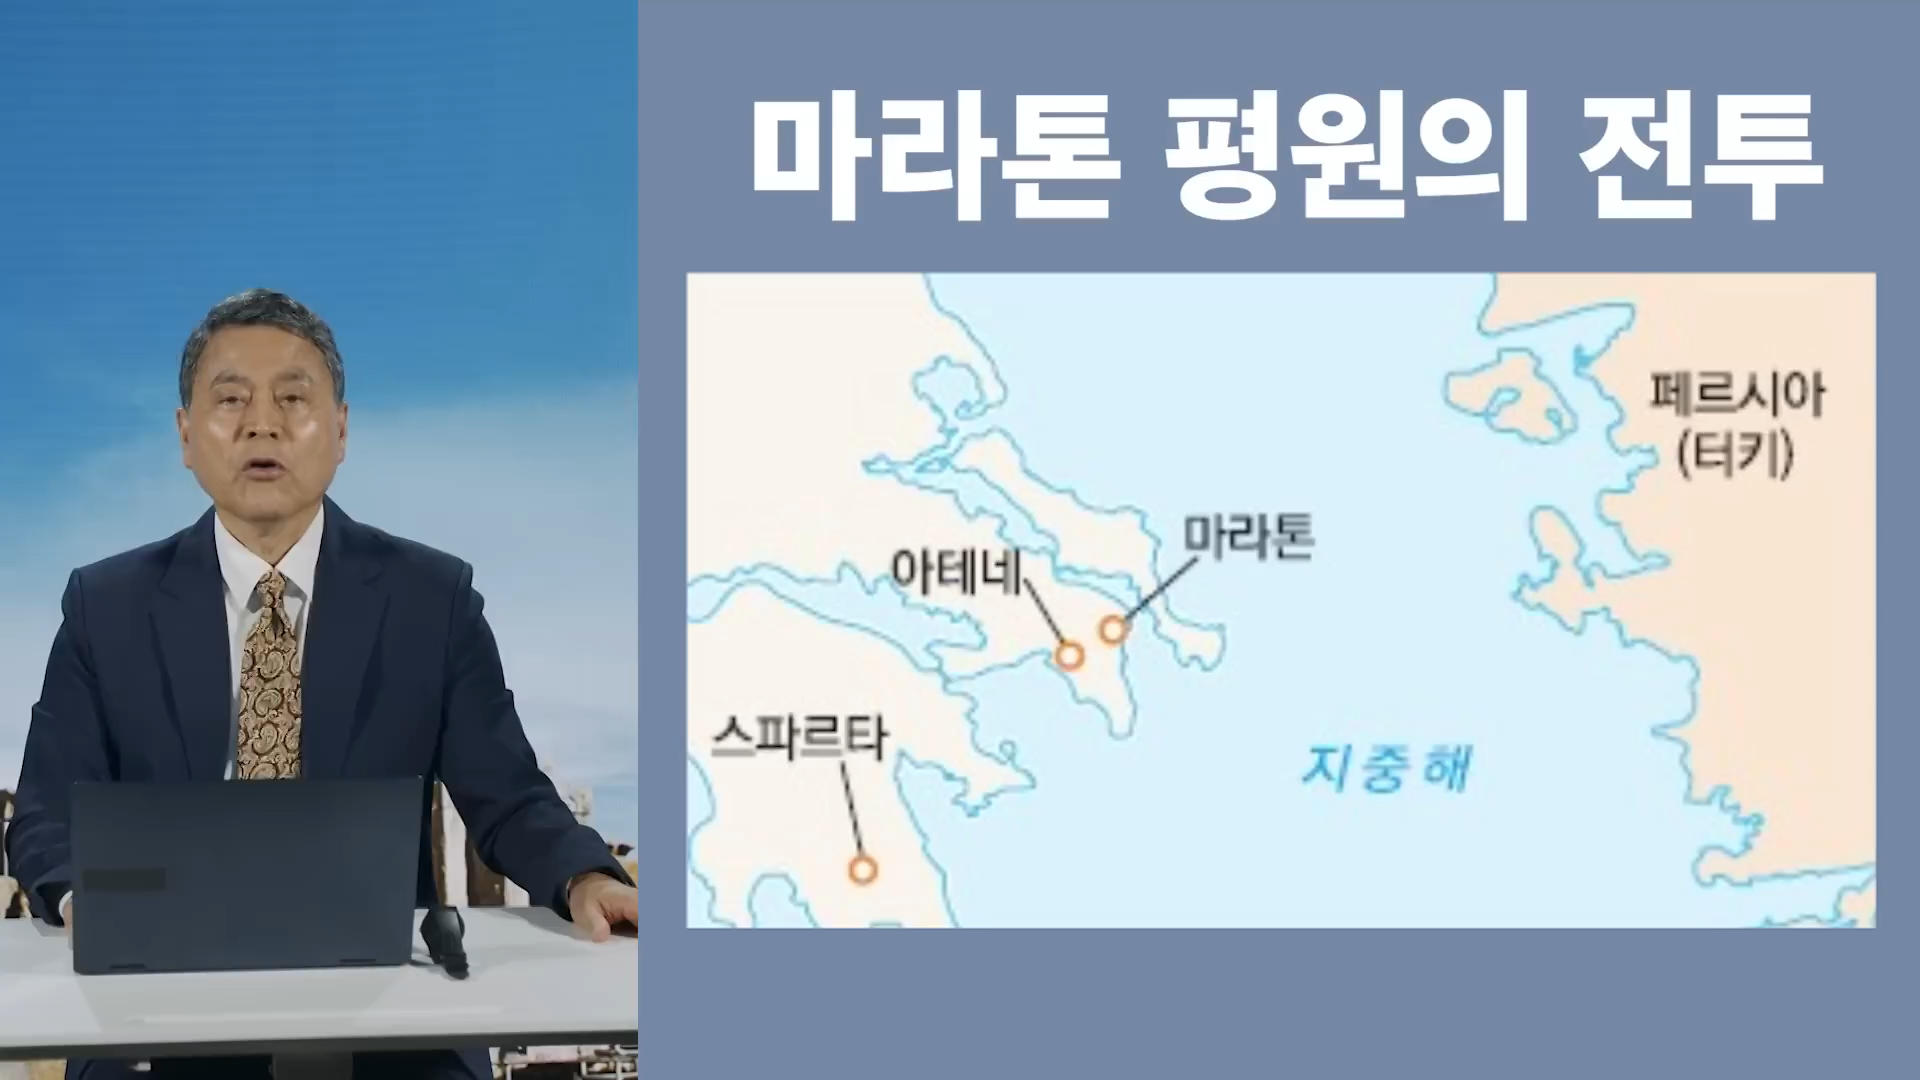 마라톤 평원의 전투
페르시아
(터키)
마라톤
아테네
스파르타
지중해